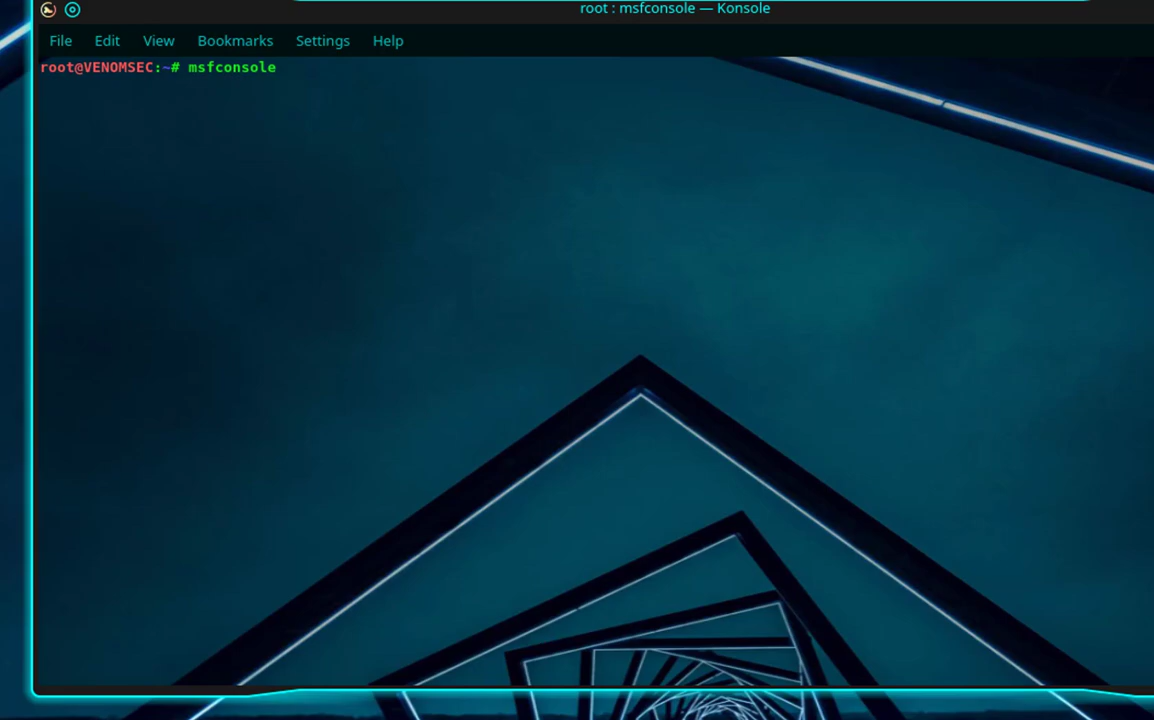 root : msfconsole — Konsole
File Edit View Bookmarks Settings Help
root@VENOMSEC:~# msfconsole